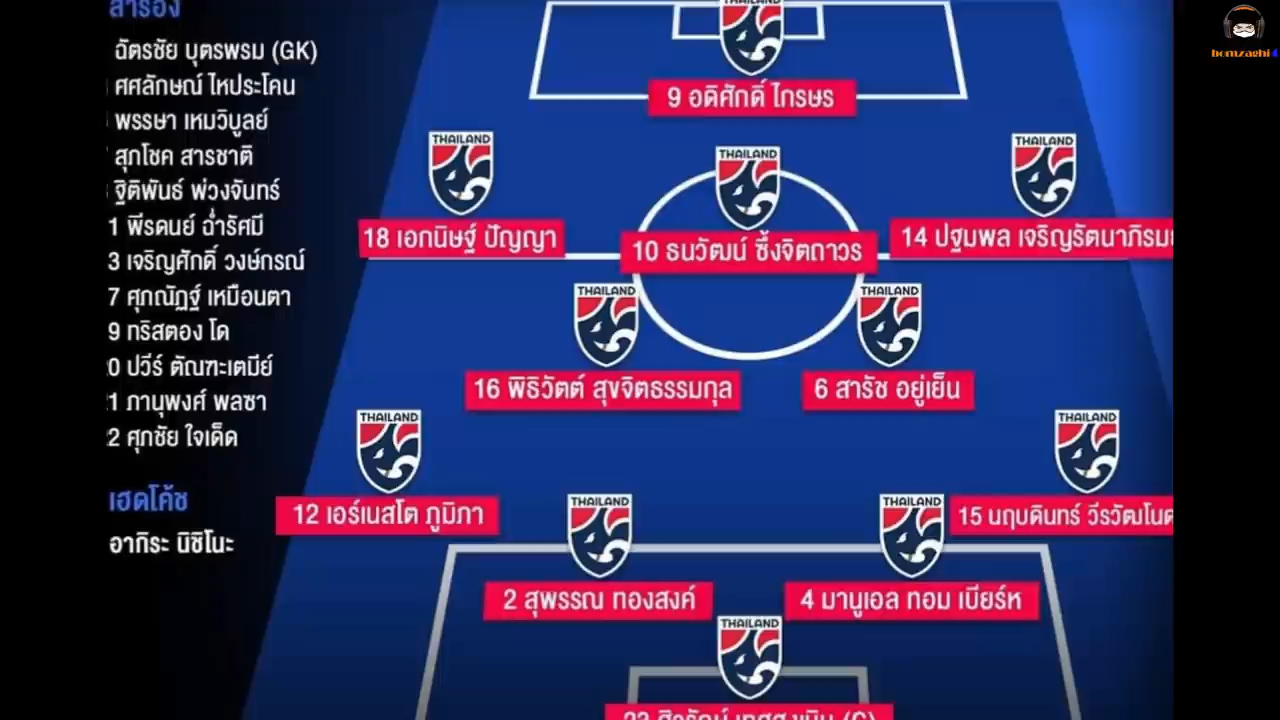 สำรอง
ฉัตรชัย บุตรพรม (GK)
ศศลักษณ์ ไหประโคน
พรรษา เหมวิบูลย์
สุภโชค สารชาติ
ฐิติพันธ์ พ่วงจันทร์
1 พีรดนย์ ฉ่ำรัศมี
3 เจริญศักดิ์ วงษ์กรณ์
7 ศุภณัฏฐ์ เหมือนตา
9 ทริสตอง โด
0 ปวีร์ ตัณฑะเตมีย์
1 ภานุพงศ์ พลซา
2 ศุภชัย ใจเด็ด
เฮดโค้ช
อากิระ นิชิโนะ
THAILAND
9 อดิศักดิ์ ไกรษร
THAILAND
18 เอกนิษฐ์ ปัญญา
THAILAND
10 ธนวัฒน์ ซึ้งจิตถาวร
THAILAND
14 ปฐมพล เจริญรัตนาภิรม
THAILAND
16 พิธิวัตต์ สุขจิตธรรมกุล
THAILAND
6 สารัช อยู่เย็น
THAILAND
12 เอร์เนสโต ภูมิภา
THAILAND
2 สุพรรณ ทองสงค์
THAILAND
4 มานูเอล ทอม เบียร์ห
THAILAND
15 นฤบดินทร์ วีรวัฒโนด
THAILAND
bomzaghi